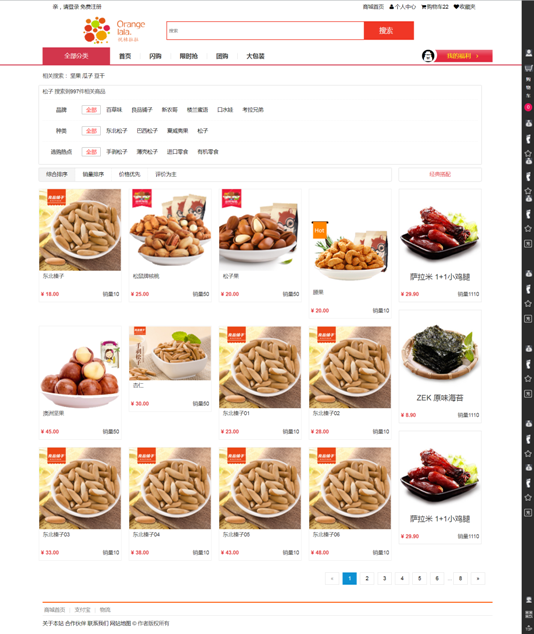 亲，请登录 免费注册
商城首页 个人中心 购物车22 收藏夹
Orange
lala.
搜索 搜索
全部分类 首页 闪购 限时抢 团购 大包装 我的福利
相关搜索： 坚果 瓜子 豆干
松子 搜索到997件相关商品
品牌 全部 百草味 良品铺子 新农哥 楼兰蜜语 口水娃 考拉兄弟
种类 全部 东北松子 巴西松子 夏威夷果 松子
选购热点 全部 手剥松子 薄壳松子 进口零食 有机零食
综合排序 销量排序 价格优先 评价为主 经典搭配
东北榛子
¥ 18.00 销量10
¥ 25.00 销量50
松子果
¥ 20.00 销量50
Hot
腰果
¥ 20.00 销量10
萨拉米 1+1小鸡腿
¥ 29.90 销量1110
澳洲坚果
¥ 45.00 销量50
杏仁
¥ 30.00 销量50
东北榛子01
¥ 23.00 销量10
东北榛子02
¥ 28.00 销量10
ZEK 原味海苔
¥ 8.90 销量1110
东北榛子03
¥ 33.00 销量10
东北榛子04
¥ 38.00 销量10
东北榛子05
¥ 43.00 销量10
东北榛子06
¥ 48.00 销量10
萨拉米 1+1小鸡腿
¥ 29.90 销量1110
« 1 2 3 4 5 6 ... 8 »
商城首页 | 支付宝 | 物流
关于本站 合作伙伴 联系我们 网站地图 © 作者版权所有
购物车
0